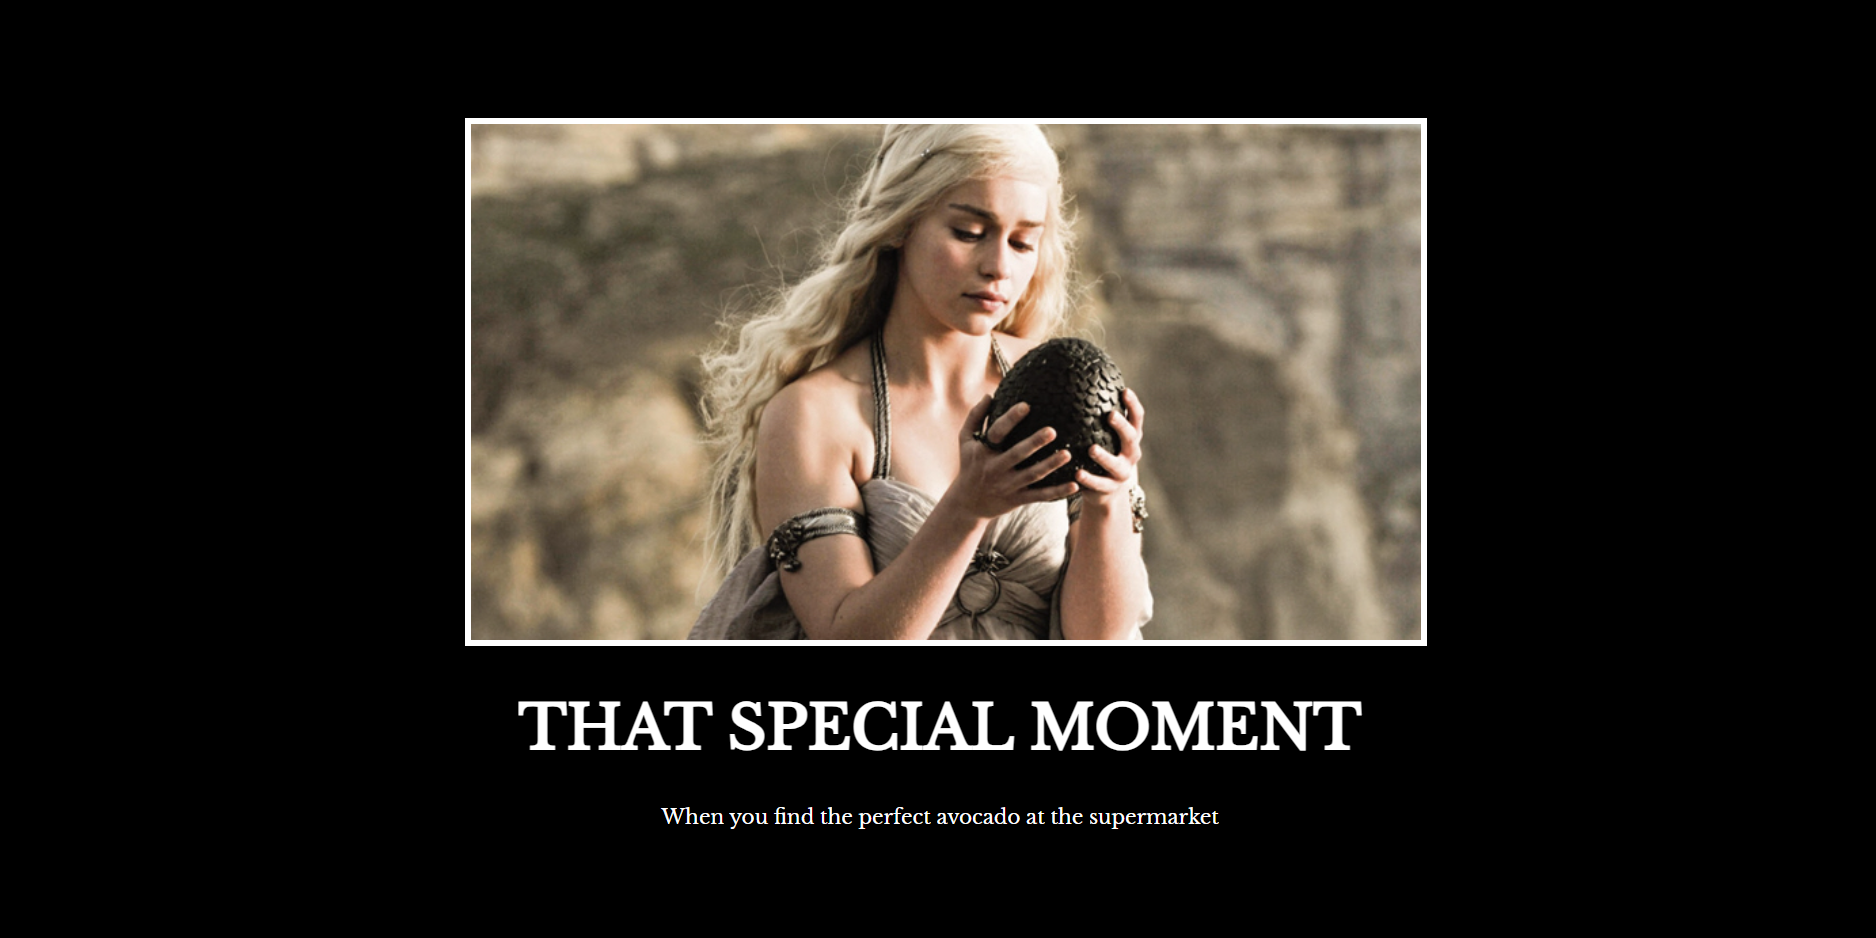 THAT SPECIAL MOMENT
When you find the perfect avocado at the supermarket